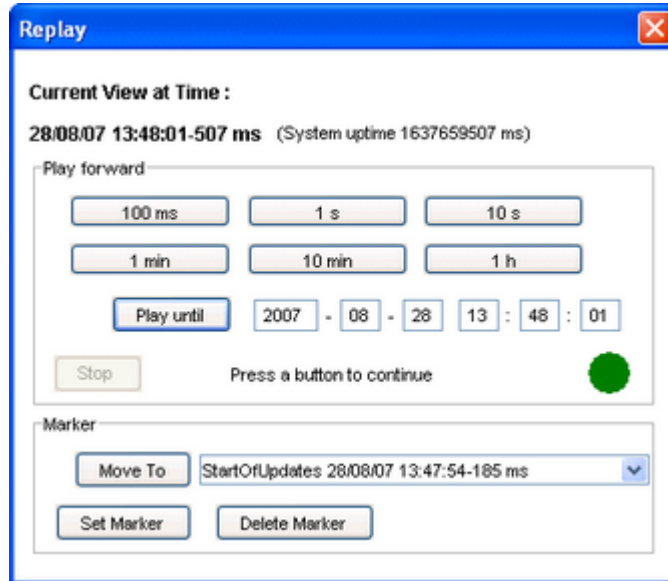 Replay
Current View at Time :
28/08/07 13:48:01-507 ms (System uptime 1637659507 ms)
Play forward
100 ms 1 s 10 s
1 min 10 min 1 h
Play until 2007 - 08 - 28 13 : 48 : 01
Stop Press a button to continue
Marker
Move To StartOfUpdates 28/08/07 13:47:54-185 ms
Set Marker Delete Marker